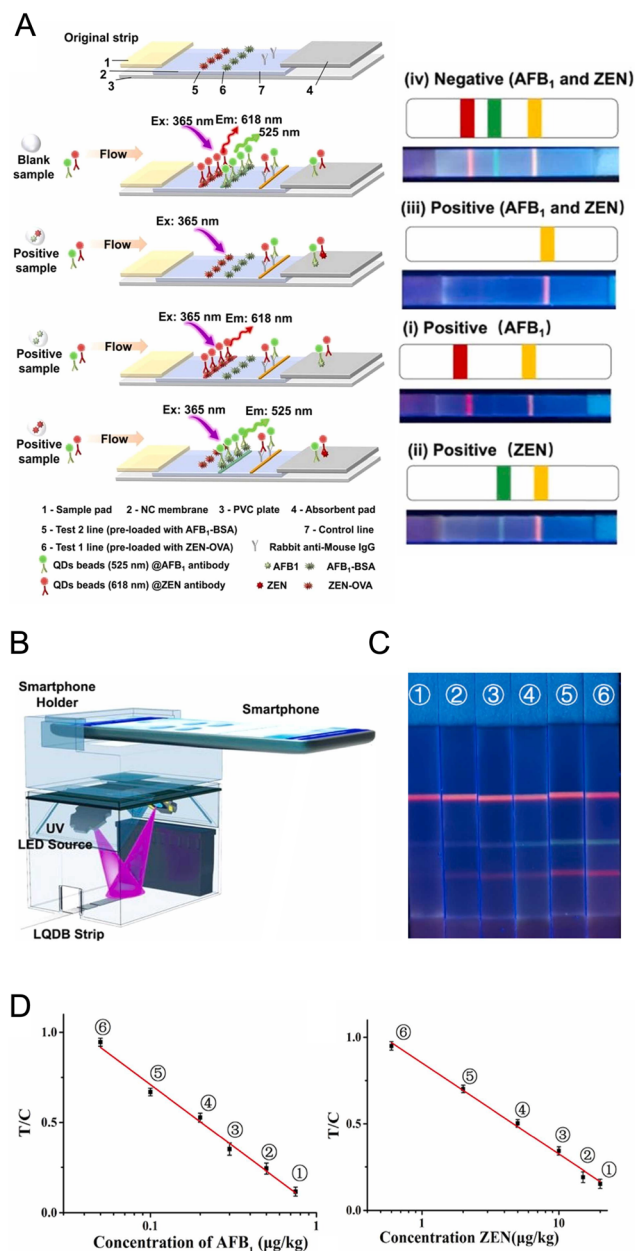 A
Original strip
1
2
3
5
6
7
4
Ex: 365 nm
Em: 618 nm
525 nm
Blank
sample
Flow
Ex: 365 nm
Positive
sample
Flow
Ex: 365 nm
Em: 618 nm
Positive
sample
Flow
Ex: 365 nm
Em: 525 nm
Positive
sample
Flow
1 - Sample pad 2 - NC membrane 3 - PVC plate 4 - Absorbent pad
5 - Test 2 line (pre-loaded with AFB₁-BSA) 7 - Control line
6 - Test 1 line (pre-loaded with ZEN-OVA) Rabbit anti-Mouse IgG
QDs beads (525 nm) @AFB₁ antibody AFB1 AFB₁-BSA
QDs beads (618 nm) @ZEN antibody ZEN ZEN-OVA
(iv) Negative (AFB₁ and ZEN)
(iii) Positive (AFB₁ and ZEN)
(i) Positive (AFB₁)
(ii) Positive (ZEN)
B
Smartphone
Holder
Smartphone
UV
LED Source
LQDB Strip
C
① ② ③ ④ ⑤ ⑥
D
T/C
1.0
0.5
0.0
⑥
⑤
④
③
②
①
0.1 1
Concentration of AFB₁ (μg/kg)
T/C
1.0
0.5
0.0
⑥
⑤
④
③
②
①
1 10
Concentration ZEN(μg/kg)